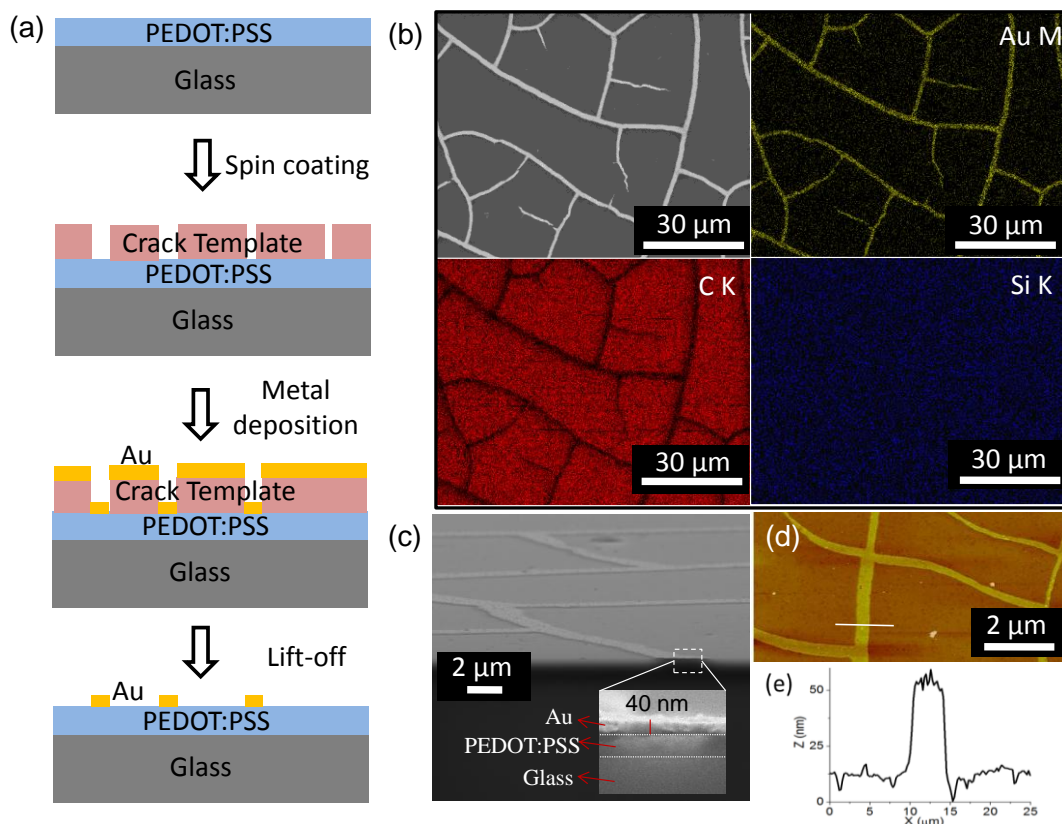 (a)
PEDOT:PSS
Glass
Spin coating
Crack Template
PEDOT:PSS
Glass
Metal
deposition
Au
Crack Template
PEDOT:PSS
Glass
Lift-off
Au
PEDOT:PSS
Glass
(b)
30 µm
Au M
30 µm
C K
30 µm
Si K
30 µm
(c)
2 µm
40 nm
Au
PEDOT:PSS
Glass
(d)
2 µm
(e)
50
25
0
Z (nm)
0 5 10 15 20 25
X (µm)